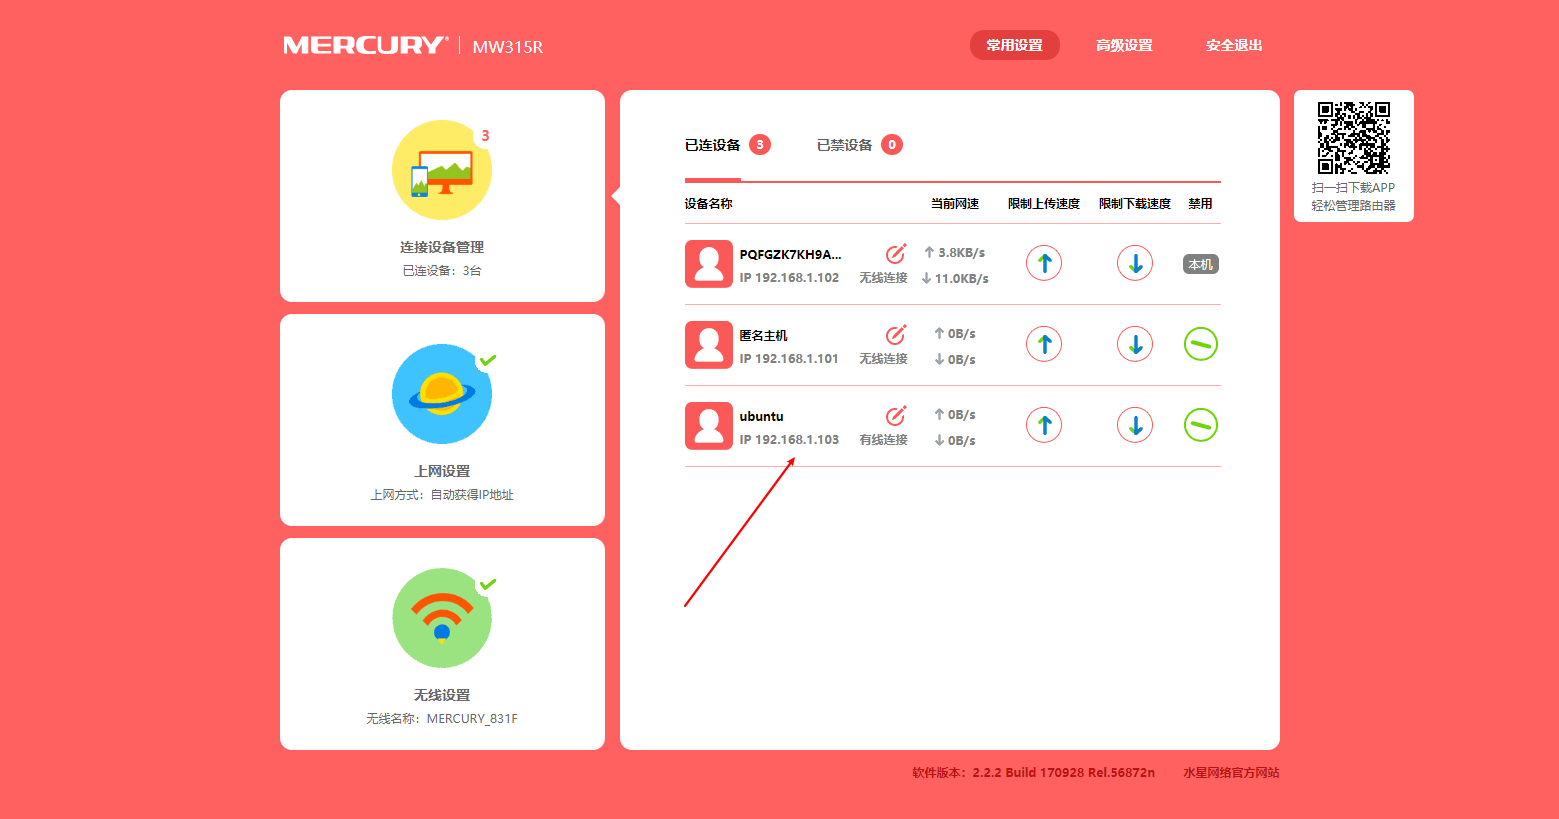 MERCURY MW315R
常用设置 高级设置 安全退出
3
连接设备管理
已连设备：3台
上网设置
上网方式：自动获得IP地址
无线设置
无线名称：MERCURY_831F
已连设备 3 已禁设备 0
设备名称 当前网速 限制上传速度 限制下载速度 禁用
PQFGZK7KH9A... 3.8KB/s
IP 192.168.1.102 无线连接 11.0KB/s
本机
匿名主机 0B/s
IP 192.168.1.101 无线连接 0B/s
ubuntu 0B/s
IP 192.168.1.103 有线连接 0B/s
扫一扫下载APP
轻松管理路由器
软件版本：2.2.2 Build 170928 Rel.56872n 水星网络官方网站